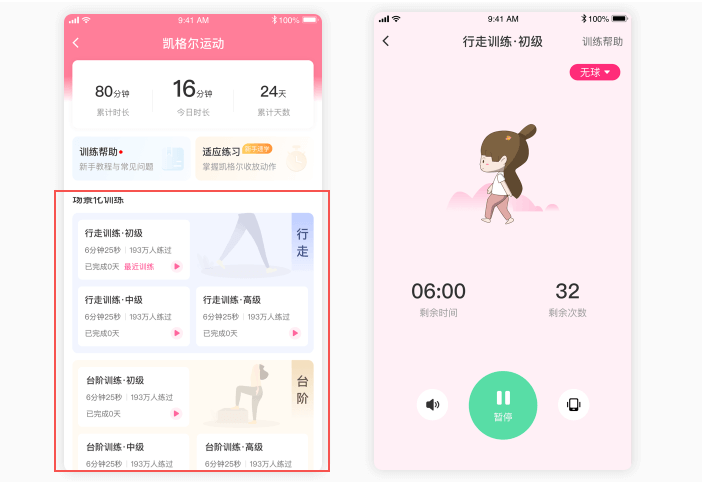 9:41 AM
100%
凯格尔运动
80分钟
16分钟
24天
累计时长
今日时长
累计天数
训练帮助
新手教程与常见问题
适应练习
掌握凯格尔收放动作
场景化训练
行走训练·初级
6分钟25秒
193万人练过
已完成0天 最近训练
行走
行走训练·中级
6分钟25秒
193万人练过
已完成0天
行走训练·高级
6分钟25秒
193万人练过
已完成0天
台阶训练·初级
6分钟25秒
193万人练过
已完成0天
台阶
台阶训练·中级
6分钟25秒
193万人练过
台阶训练·高级
6分钟25秒
193万人练过
9:41 AM
100%
行走训练·初级
训练帮助
无球
06:00
剩余时间
32
剩余次数
暂停